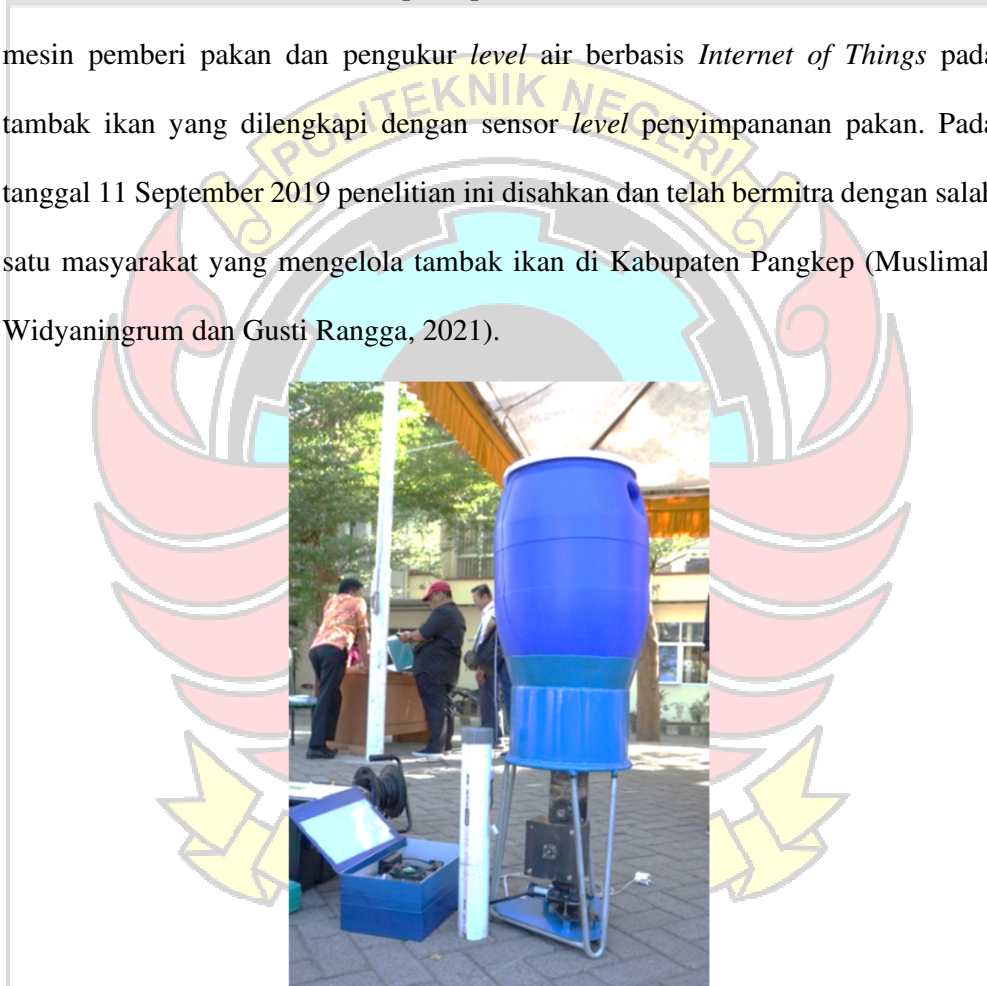 mesin pemberi pakan dan pengukur level air berbasis Internet of Things pada
tambak ikan yang dilengkapi dengan sensor level penyimpananan pakan. Pada
POLITEKNIK NEGERI
tanggal 11 September 2019 penelitian ini disahkan dan telah bermitra dengan salah
satu masyarakat yang mengelola tambak ikan di Kabupaten Pangkep (Muslimah
Widyaningrum dan Gusti Rangga, 2021).